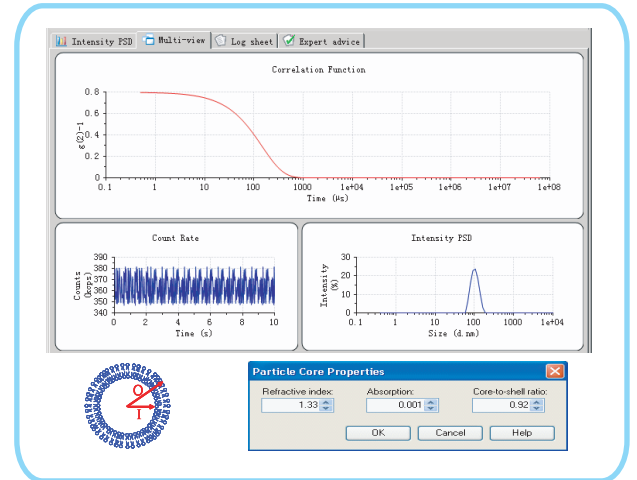 Intensity PSD Multi-view Log sheet Expert advice
Correlation Function
g(2)-1
0.8
0.6
0.4
0.2
0
0.1 1 10 100 1000 1e+04 1e+05 1e+06 1e+07 1e+08
Time (µs)
Count Rate
Counts
(kcps)
390
380
370
360
350
340
0 2 4 6 8 10
Time (s)
Intensity PSD
Intensity
(%)
30
20
10
0
0.1 1 10 100 1000 1e+04
Size (d.nm)
O
I
Particle Core Properties
Refractive index: Absorption: Core-to-shell ratio:
1.33 0.001 0.92
OK Cancel Help